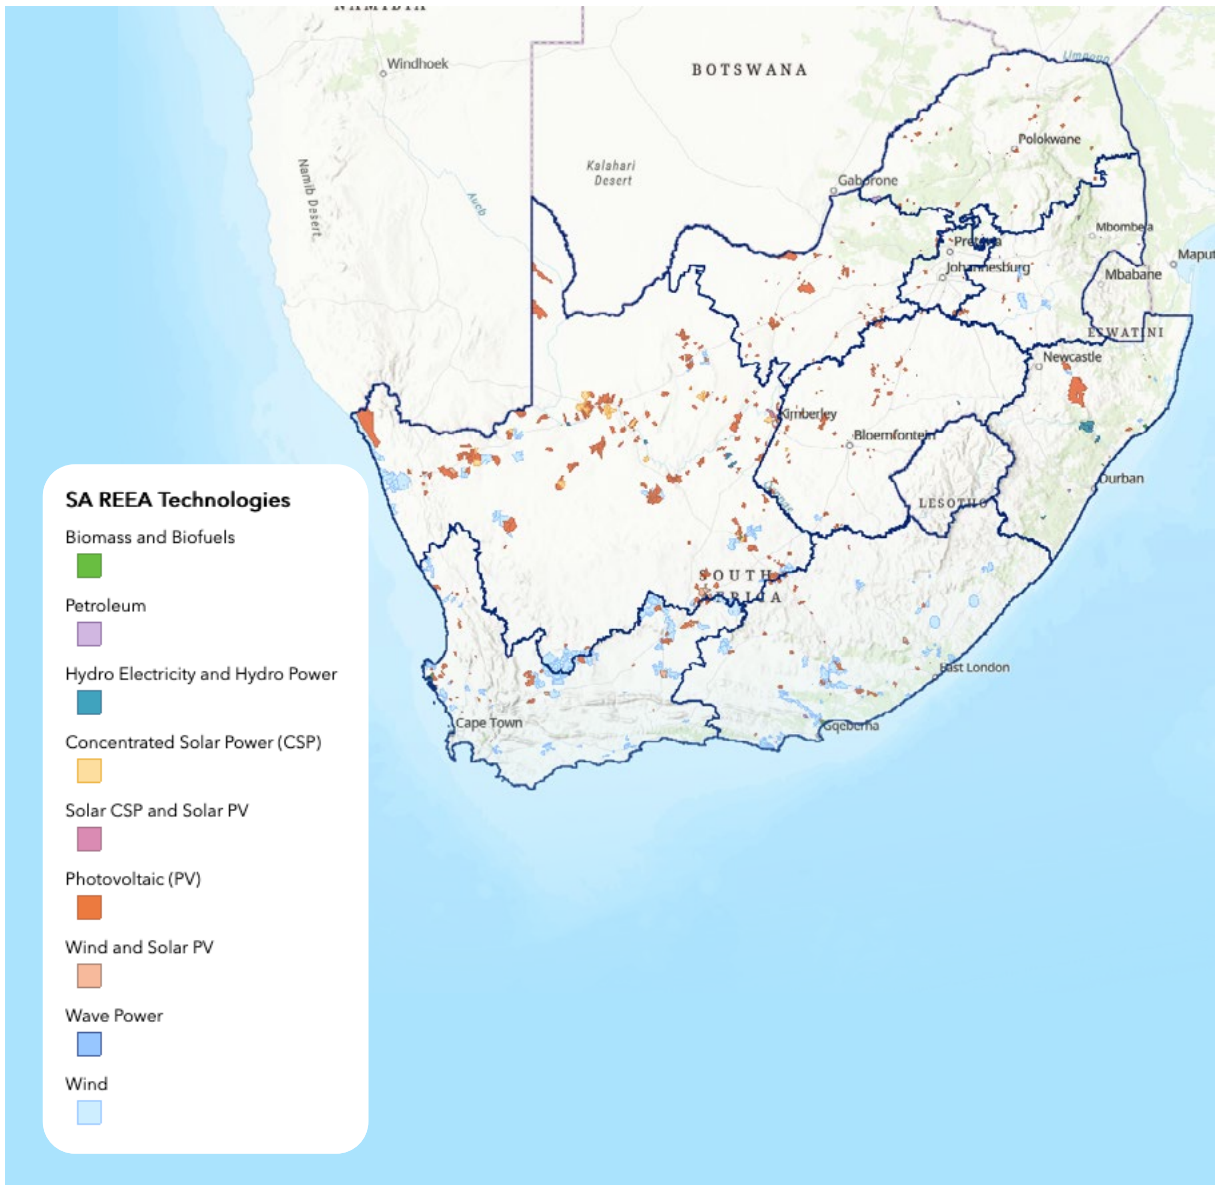 NAMIBIA
Windhoek
BOTSWANA
Umpopo
Polokwane
Kalahari
Desert
Gaborone
Namib Desert
Auob
Mbombela
Pretoria
Maput
Johannesburg
Mbabane
ESWATINI
Newcastle
Kimberley
Bloemfontein
Durban
LESOTHO
SOUTH
AFRICA
East London
Cape Town
Gqeberha
SA REEA Technologies
Biomass and Biofuels
Petroleum
Hydro Electricity and Hydro Power
Concentrated Solar Power (CSP)
Solar CSP and Solar PV
Photovoltaic (PV)
Wind and Solar PV
Wave Power
Wind